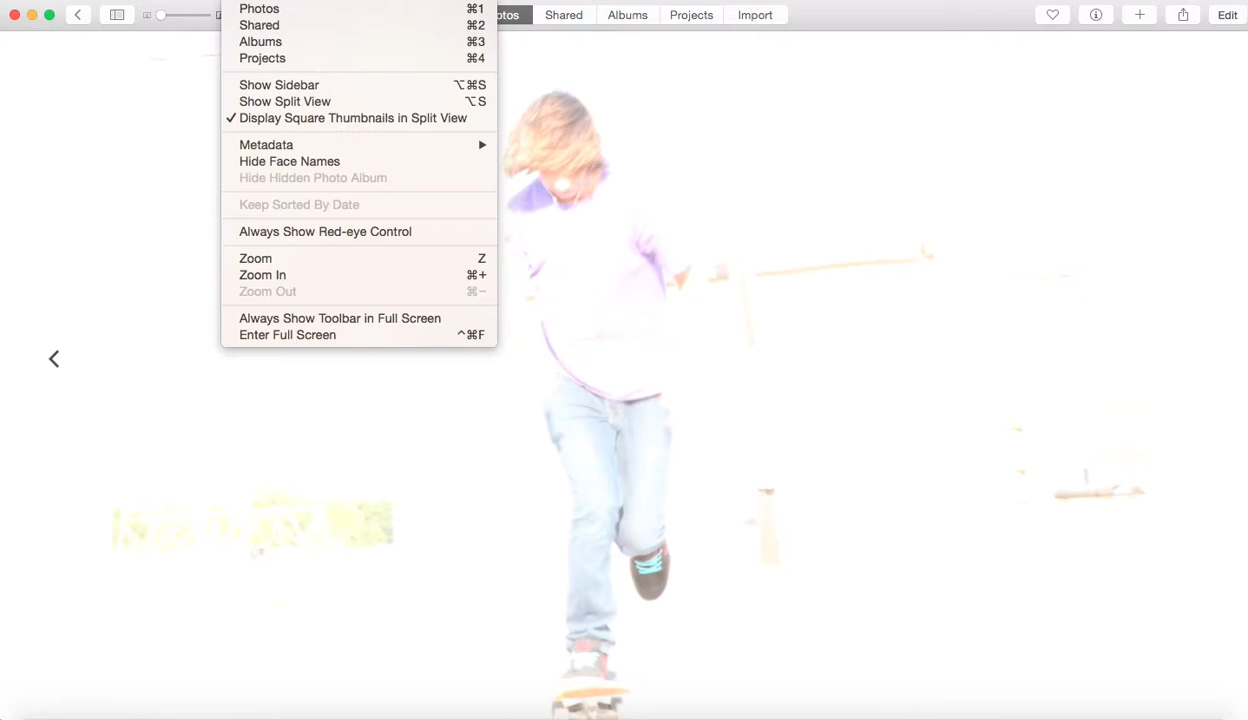 Photos ⌘1
Shared ⌘2
Albums ⌘3
Projects ⌘4
Show Sidebar ⌥⌘S
Show Split View ⌥S
✓ Display Square Thumbnails in Split View
Metadata ▶
Hide Face Names
Hide Hidden Photo Album
Keep Sorted By Date
Always Show Red-eye Control
Zoom Z
Zoom In ⌘+
Zoom Out ⌘−
Always Show Toolbar in Full Screen
Enter Full Screen ^⌘F
otos Shared Albums Projects Import
Edit